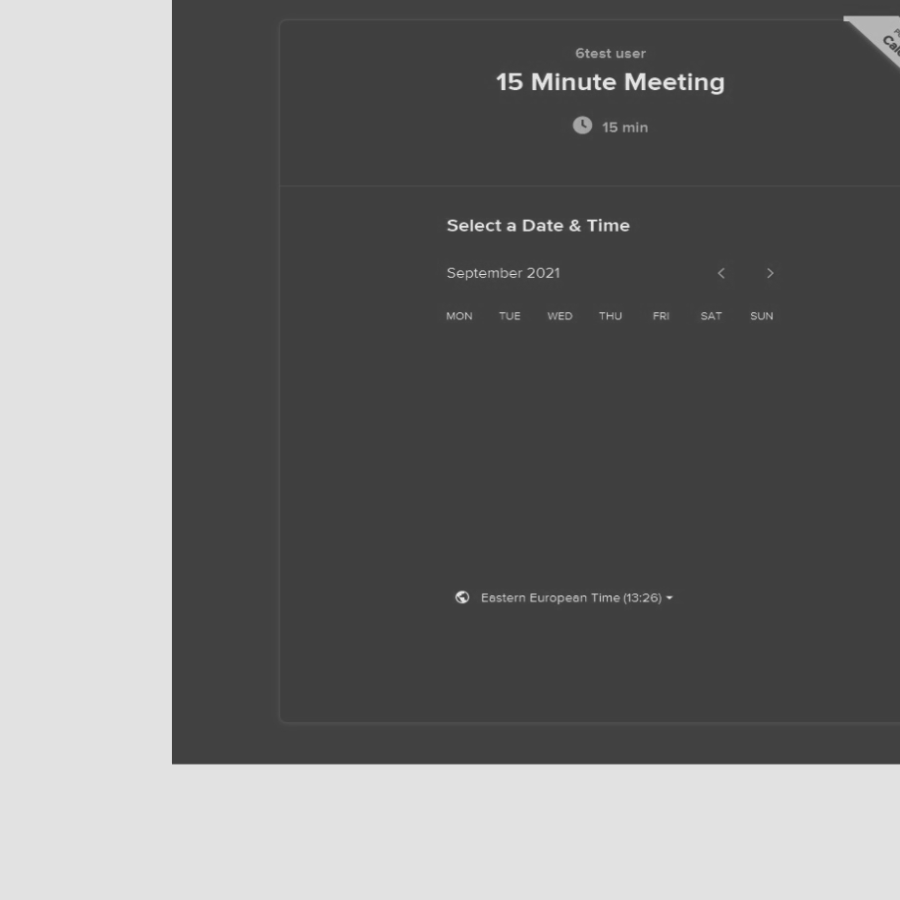 6test user
15 Minute Meeting
15 min
Select a Date & Time
September 2021
MON TUE WED THU FRI SAT SUN
Eastern European Time (13:26)